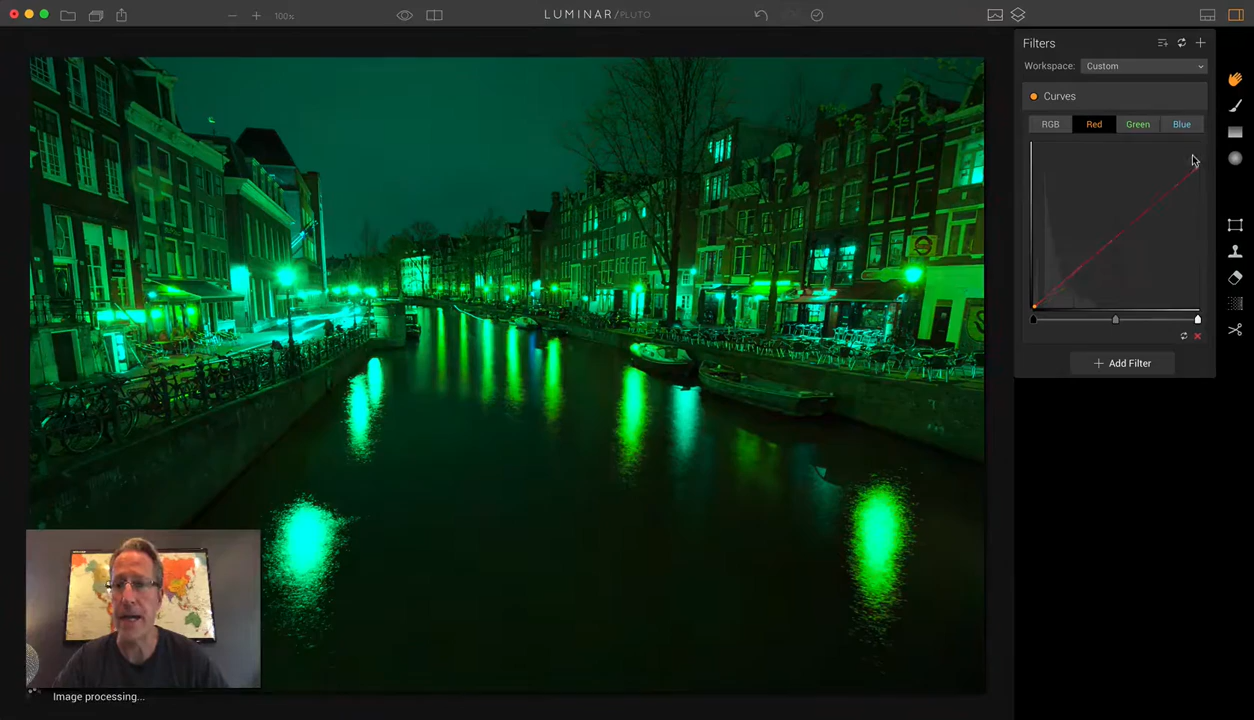 100%
LUMINAR/PLUTO
Filters
Workspace: Custom
Curves
RGB Red Green Blue
+ Add Filter
Image processing...